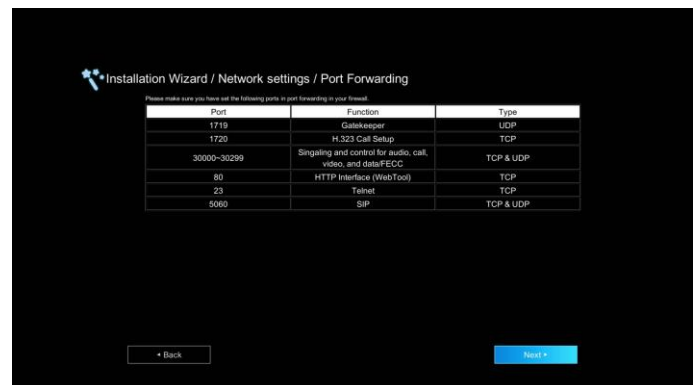 Installation Wizard / Network settings / Port Forwarding
Please make sure you have set the following ports in port forwarding in your firewall.
Port Function Type
1719 Gatekeeper UDP
1720 H.323 Call Setup TCP
30000~30299 Singaling and control for audio, call, TCP & UDP
video, and data/FECC
80 HTTP Interface (WebTool) TCP
23 Telnet TCP
5060 SIP TCP & UDP
Back Next